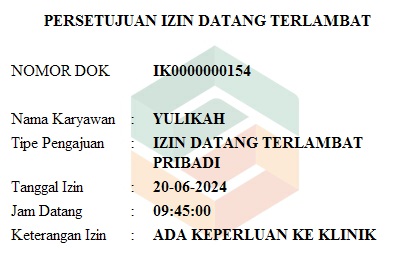 PERSETUJUAN IZIN DATANG TERLAMBAT
NOMOR DOK IK0000000154
Nama Karyawan : YULIKAH
Tipe Pengajuan : IZIN DATANG TERLAMBAT
PRIBADI
Tanggal Izin : 20-06-2024
Jam Datang : 09:45:00
Keterangan Izin : ADA KEPERLUAN KE KLINIK